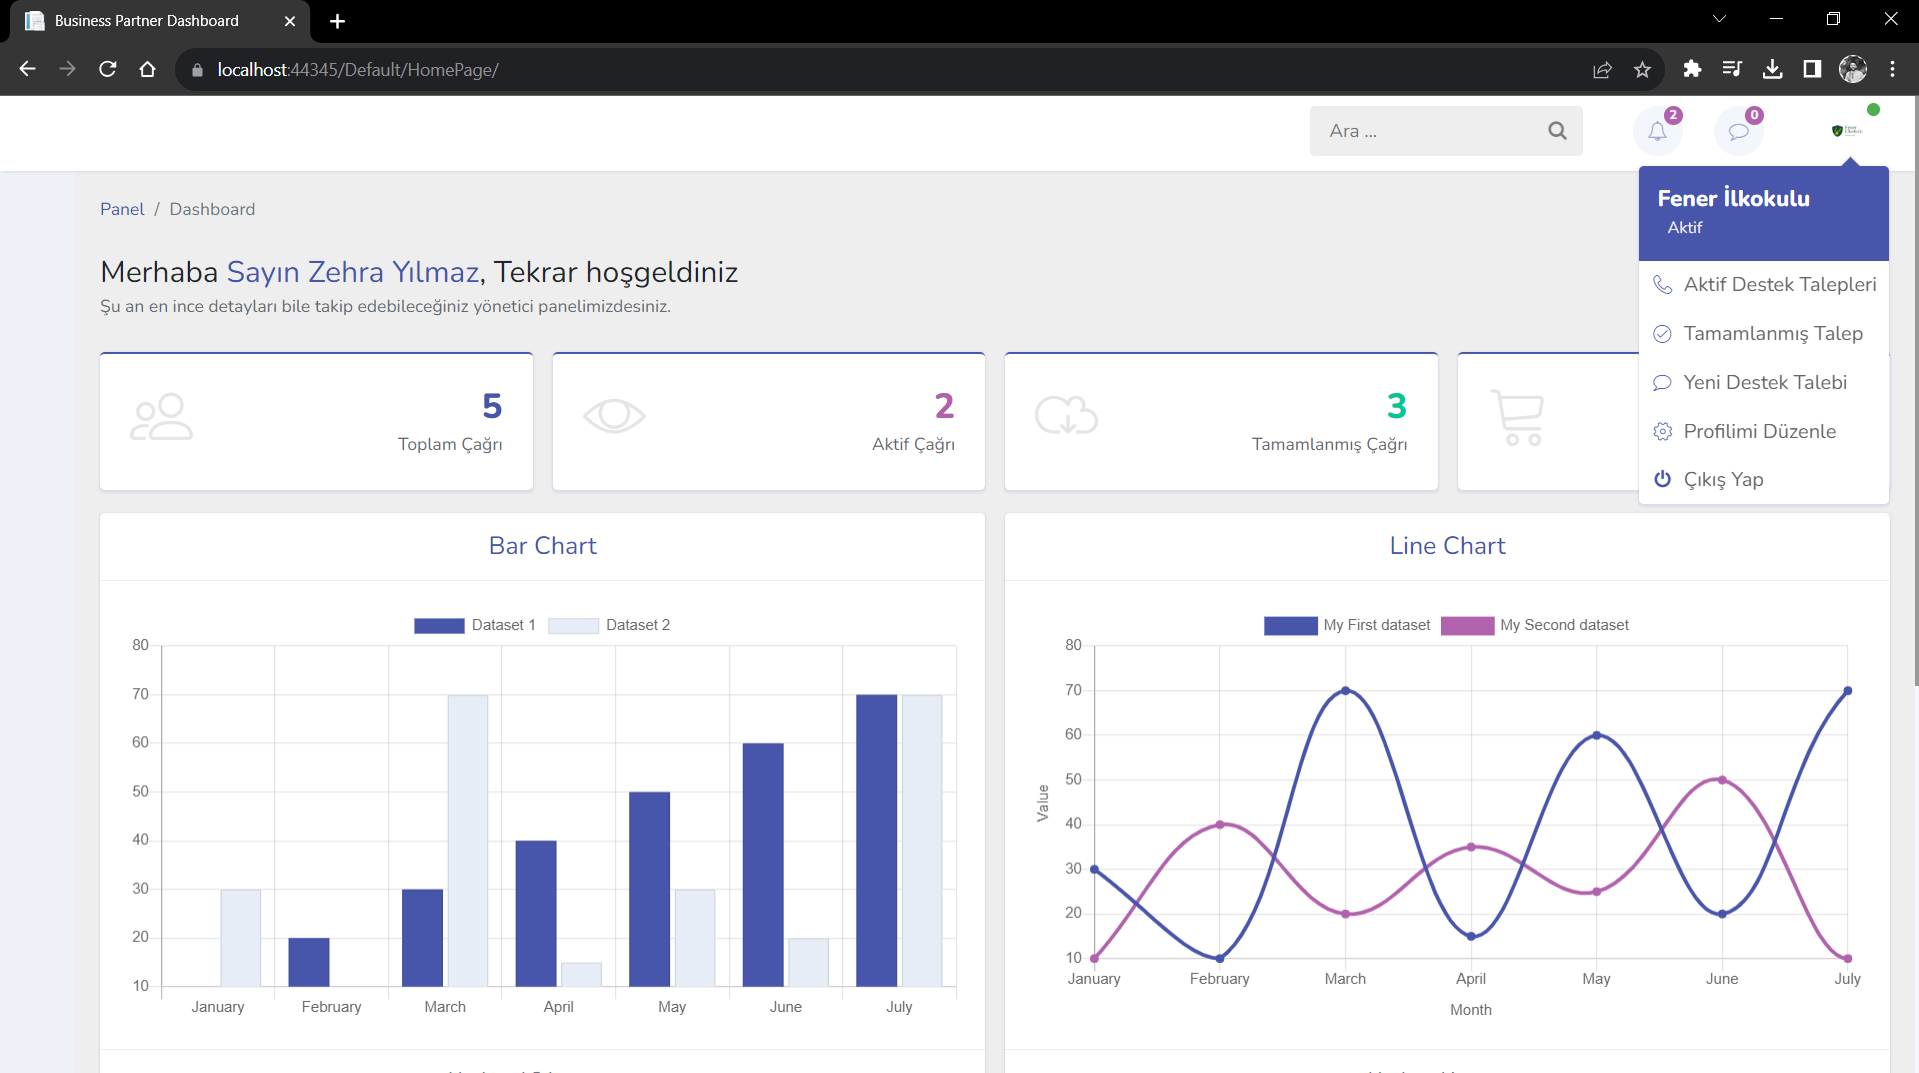 Business Partner Dashboard
localhost:44345/Default/HomePage/
Ara ...
2
0
Fener İlkokulu
Aktif
Aktif Destek Talepleri
Tamamlanmış Talep
Yeni Destek Talebi
Profilimi Düzenle
Çıkış Yap
Panel / Dashboard
Merhaba Sayın Zehra Yılmaz, Tekrar hoşgeldiniz
Şu an en ince detayları bile takip edebileceğiniz yönetici panelimizdesiniz.
5
Toplam Çağrı
2
Aktif Çağrı
3
Tamamlanmış Çağrı
Bar Chart
Dataset 1 Dataset 2
80
70
60
50
40
30
20
10
January February March April May June July
Line Chart
My First dataset My Second dataset
Value
80
70
60
50
40
30
20
10
January February March April May June July
Month